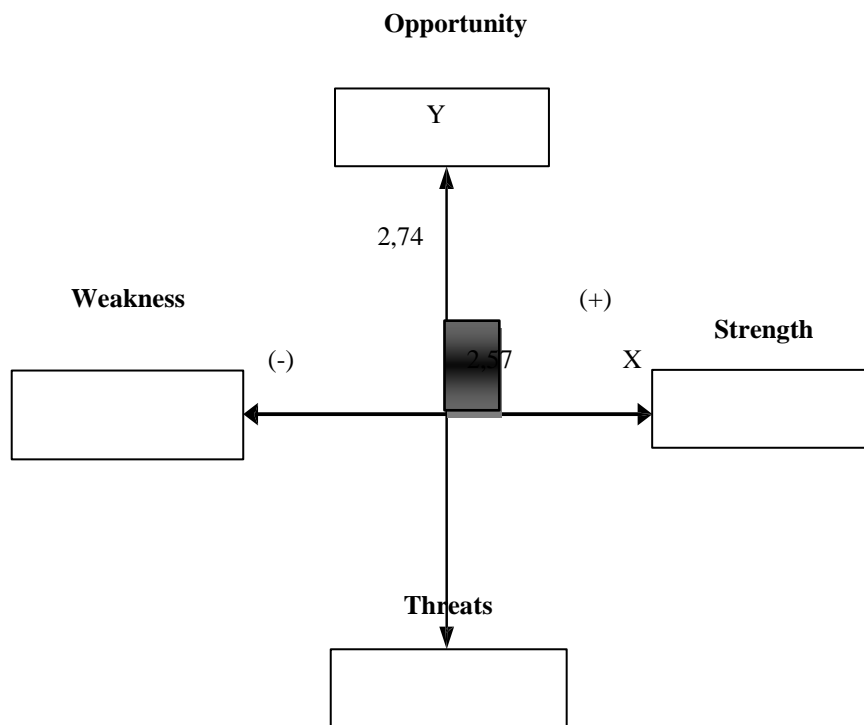 Opportunity
Y
2,74
Weakness
(+)
Strength
(-)
2,57
X
Threats